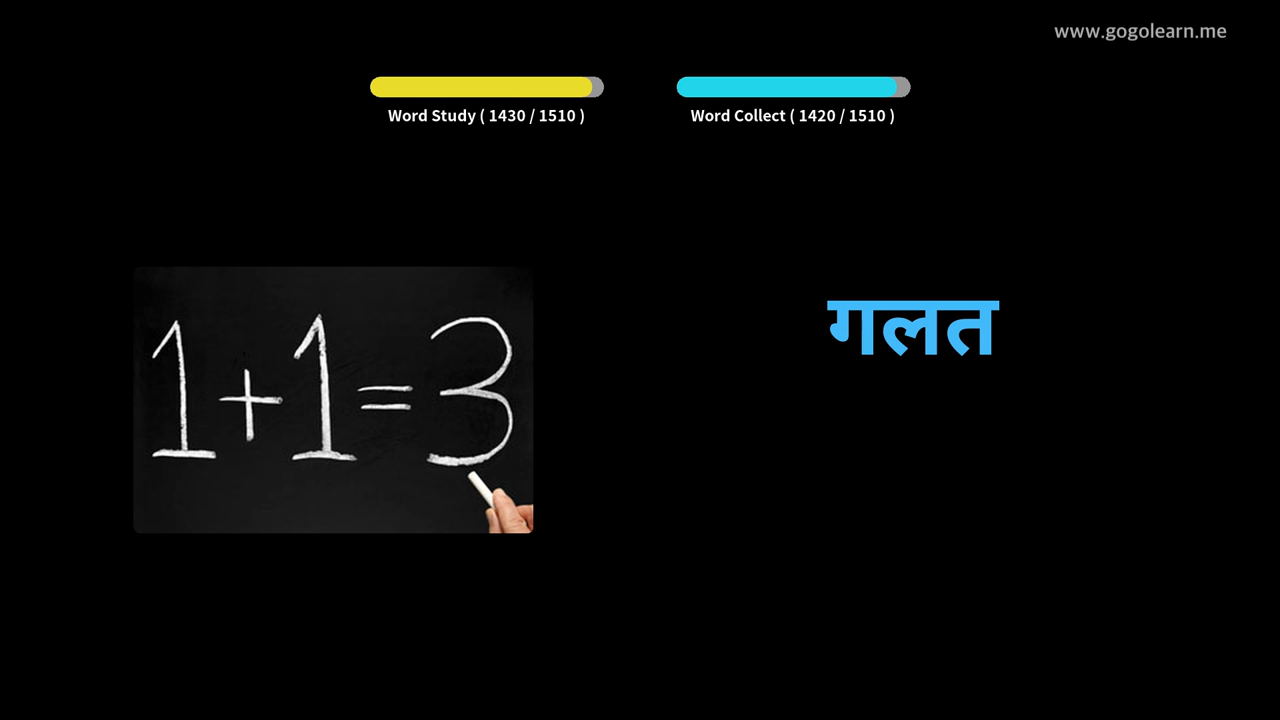 www.gogolearn.me
Word Study ( 1430 / 1510 )
Word Collect ( 1420 / 1510 )
1+1=3
गलत